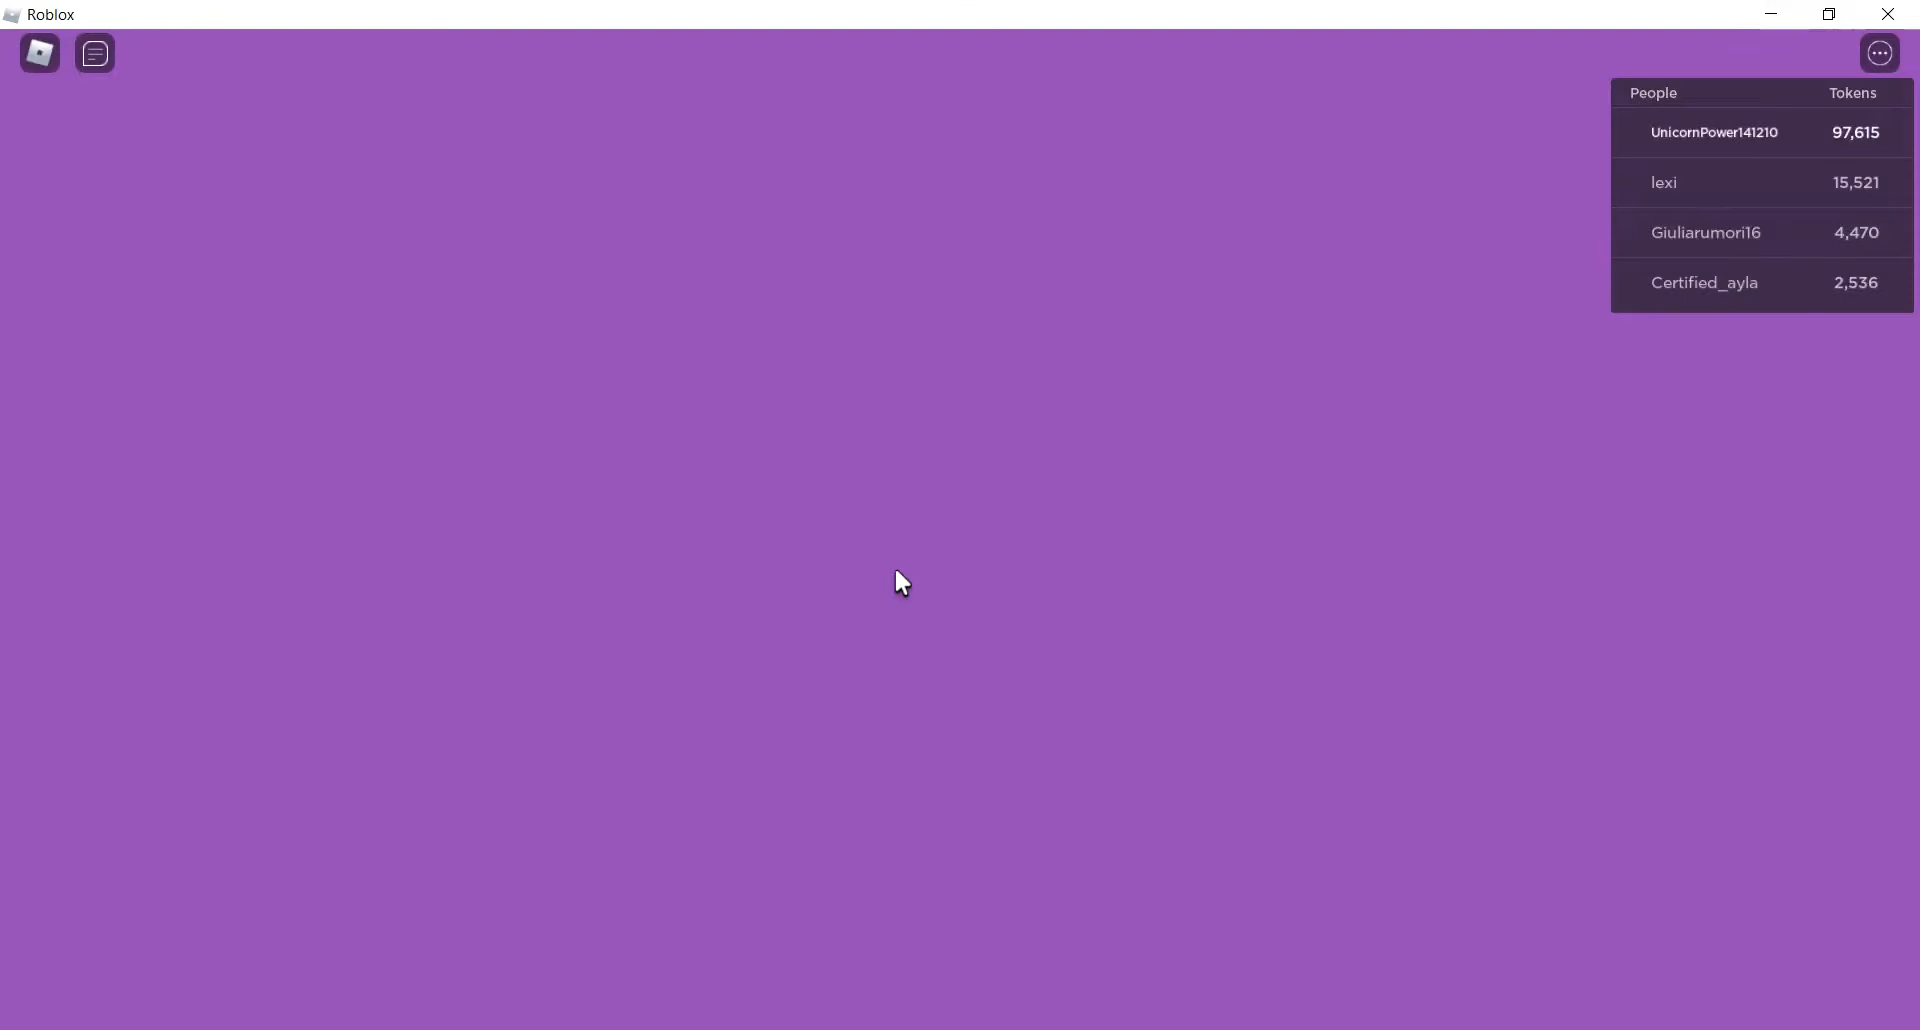 Roblox
People Tokens
UnicornPower141210 97,615
lexi 15,521
Giuliarumori16 4,470
Certified_ayla 2,536